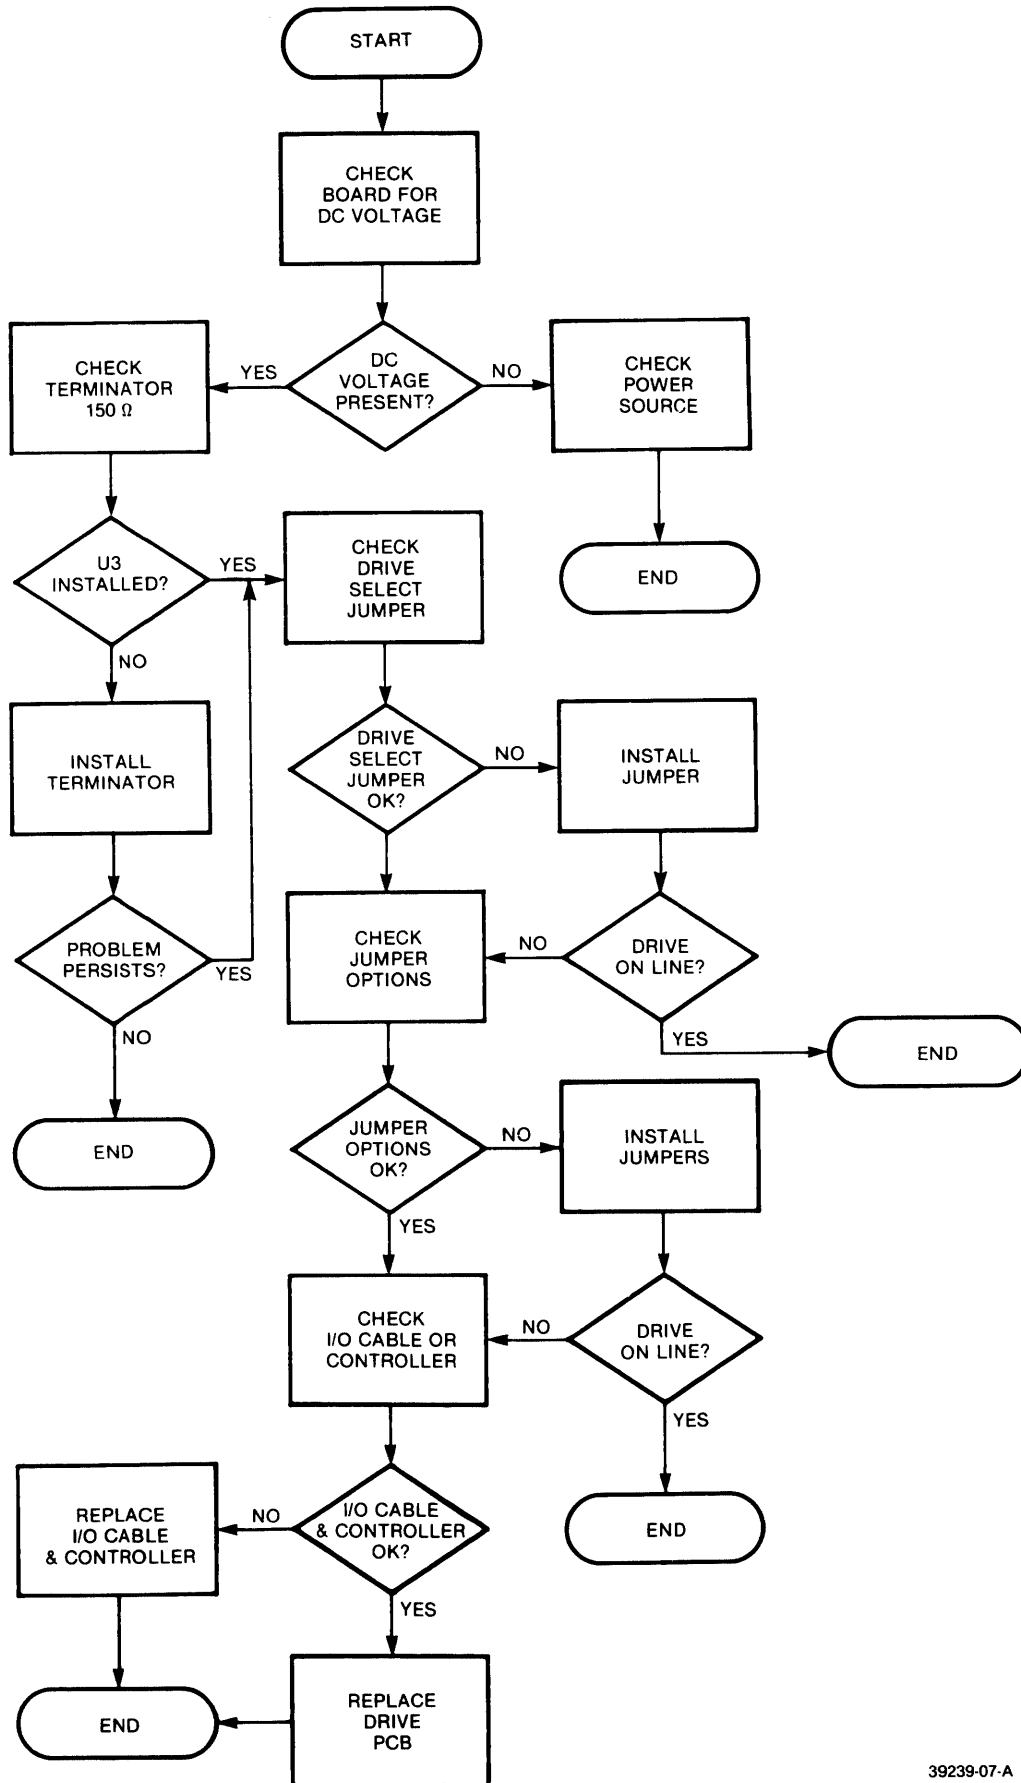 START
CHECK
BOARD FOR
DC VOLTAGE
DC
VOLTAGE
PRESENT?
YES
NO
CHECK
TERMINATOR
150 Ω
CHECK
POWER
SOURCE
END
U3
INSTALLED?
YES
NO
CHECK
DRIVE
SELECT
JUMPER
INSTALL
TERMINATOR
DRIVE
SELECT
JUMPER
OK?
NO
INSTALL
JUMPER
PROBLEM
PERSISTS?
YES
NO
END
CHECK
JUMPER
OPTIONS
NO
DRIVE
ON LINE?
YES
END
JUMPER
OPTIONS
OK?
NO
YES
INSTALL
JUMPERS
CHECK
I/O CABLE OR
CONTROLLER
NO
DRIVE
ON LINE?
YES
END
I/O CABLE
& CONTROLLER
OK?
NO
YES
REPLACE
I/O CABLE
& CONTROLLER
END
REPLACE
DRIVE
PCB
39239-07-A